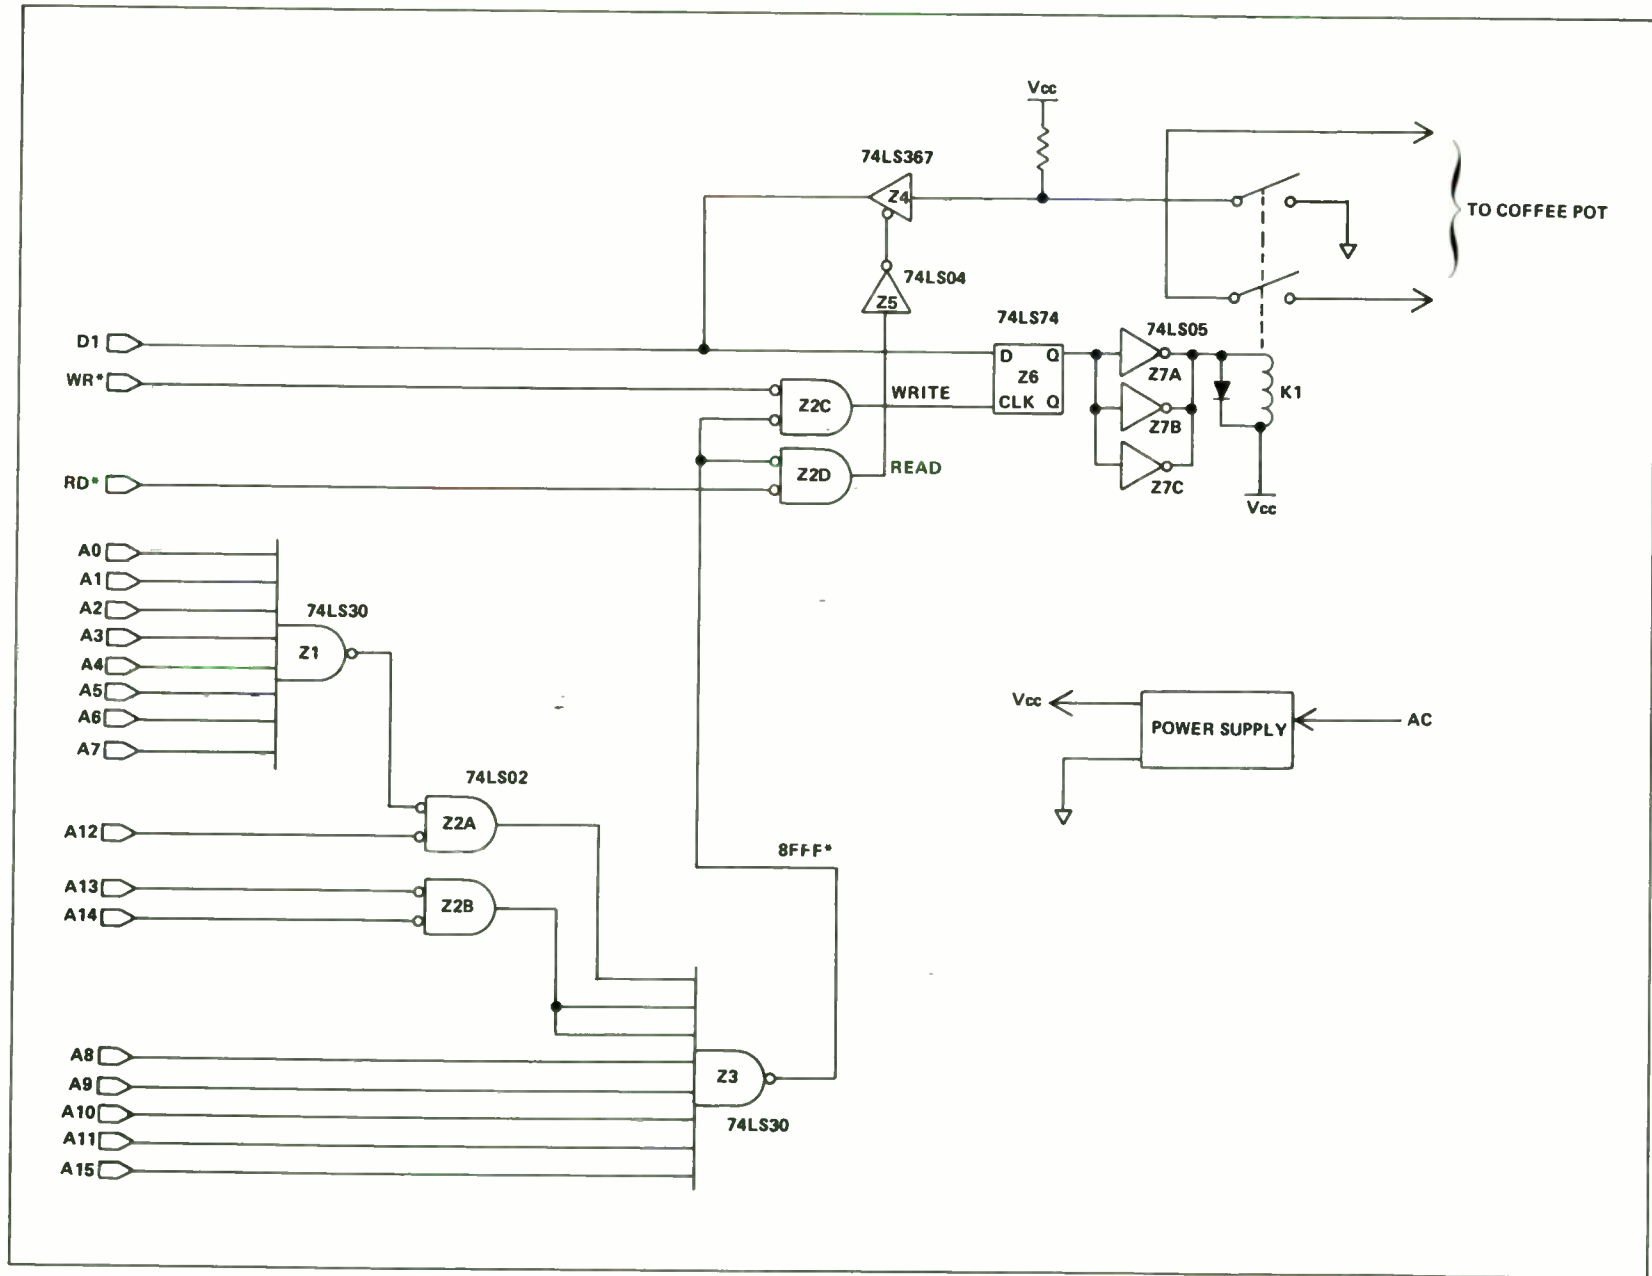 Vcc
74LS367
Z4
TO COFFEE POT
74LS04
Z5
74LS74
74LS05
D1
D Q
Z6
CLK Q
Z7A
WR*
Z2C
WRITE
Z7B
K1
RD*
Z2D
READ
Z7C
Vcc
A0
A1
A2
74LS30
A3
Z1
A4
A5
A6
A7
Vcc
POWER SUPPLY
AC
74LS02
A12
Z2A
8FFF*
A13
A14
Z2B
A8
A9
Z3
A10
A11
74LS30
A15